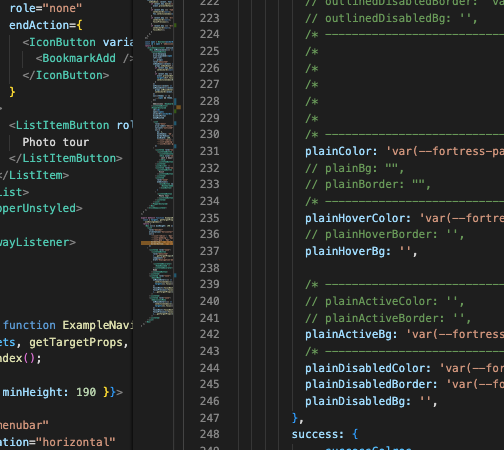 role="none"
endAction={
<IconButton varia
<BookmarkAdd />
</IconButton>
}
>
<ListItemButton rol
Photo tour
</ListItemButton>
</ListItem>
List>
pperUnstyled>
wayListener>
function ExampleNavi
ets, getTargetProps,
ndex();
minHeight: 190 }}>
menubar"
ation="horizontal"
222 // outlinedDisabledBorder: 'va
223 // outlinedDisabledBg: '',
224 /* ----------------------
225 /*
226 /*
227 /*
228 /*
229 /*
230 /* ----------------------
231 plainColor: 'var(--fortress-pa
232 // plainBg: "",
233 // plainBorder: "",
234 /* ----------------------
235 plainHoverColor: 'var(--fortre
236 // plainHoverBorder: '',
237 plainHoverBg: '',
238
239 /* ----------------------
240 // plainActiveColor: '',
241 // plainActiveBorder: '',
242 plainActiveBg: 'var(--fortress
243 /* ----------------------
244 plainDisabledColor: 'var(--for
245 plainDisabledBorder: 'var(--fo
246 plainDisabledBg: '',
247 },
248 success: {